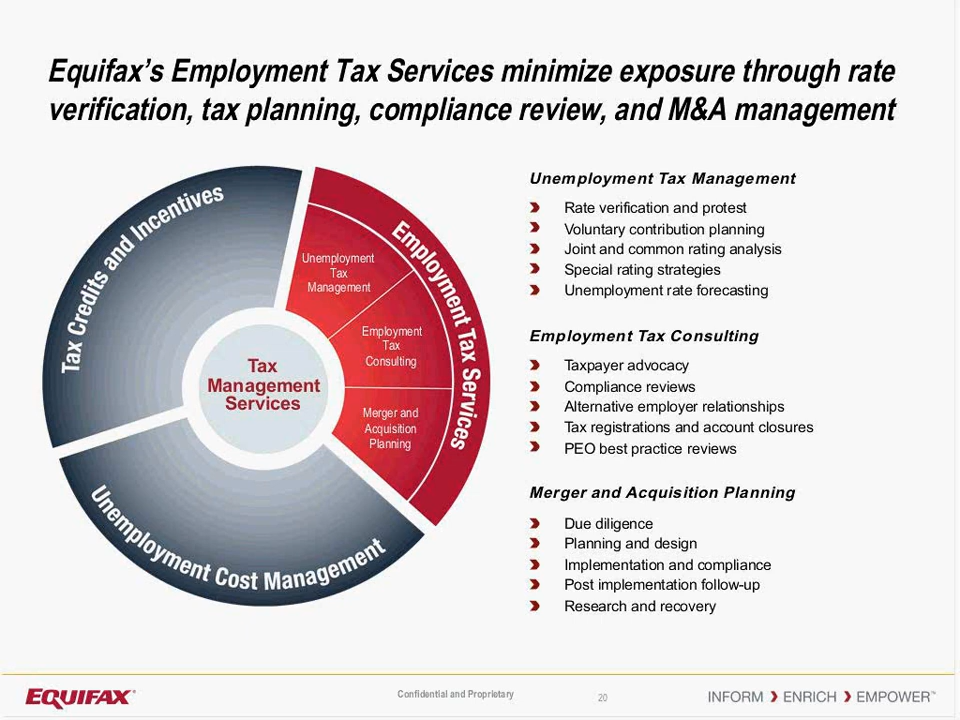 Equifax's Employment Tax Services minimize exposure through rate
verification, tax planning, compliance review, and M&A management
Tax Credits and Incentives
Employment Tax Services
Unemployment
Tax
Management
Employment
Tax
Consulting
Merger and
Acquisition
Planning
Tax
Management
Services
Unemployment Cost Management
Unemployment Tax Management
Rate verification and protest
Voluntary contribution planning
Joint and common rating analysis
Special rating strategies
Unemployment rate forecasting
Employment Tax Consulting
Taxpayer advocacy
Compliance reviews
Alternative employer relationships
Tax registrations and account closures
PEO best practice reviews
Merger and Acquisition Planning
Due diligence
Planning and design
Implementation and compliance
Post implementation follow-up
Research and recovery
EQUIFAX®
Confidential and Proprietary
20
INFORM ENRICH EMPOWER™